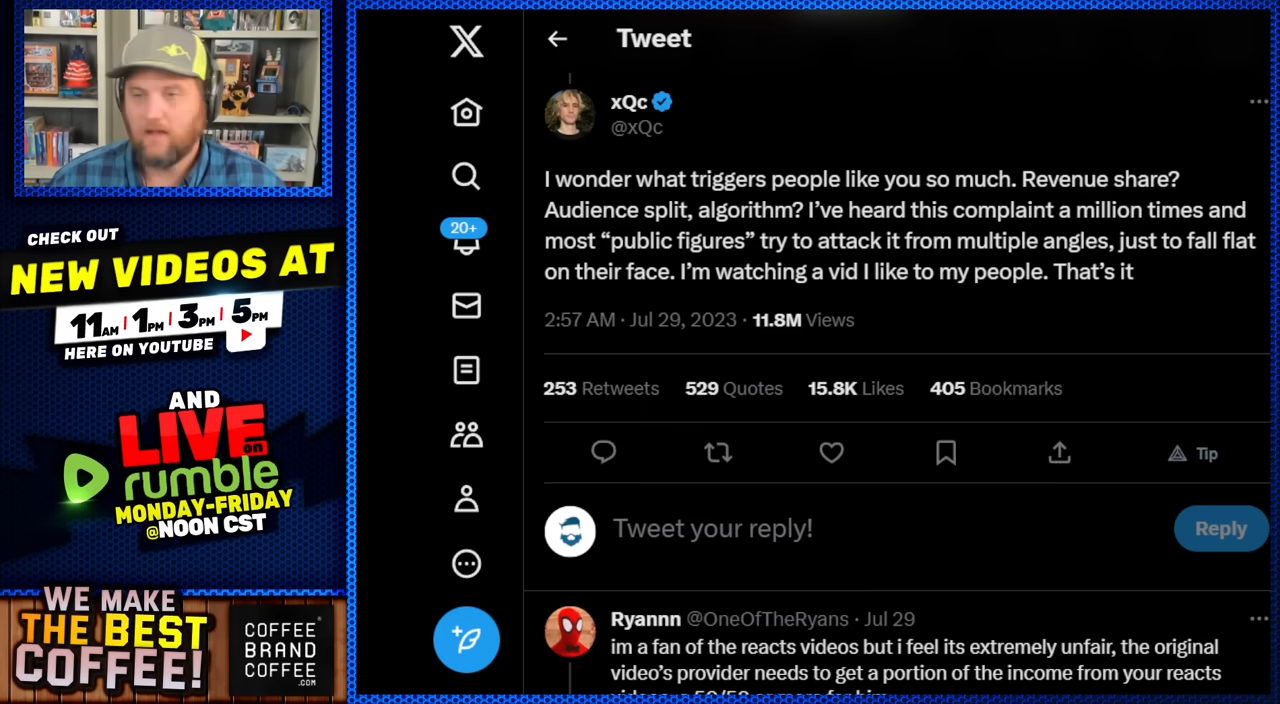 CHECK OUT
NEW VIDEOS AT
11AM | 1PM | 3PM | 5PM
HERE ON YOUTUBE
AND
LIVE on
rumble
MONDAY-FRIDAY
@NOON CST
WE MAKE
THE BEST
COFFEE!
COFFEE®
BRAND
COFFEE
.COM
20+
Tweet
xQc
@xQc
I wonder what triggers people like you so much. Revenue share?
Audience split, algorithm? I’ve heard this complaint a million times and
most “public figures” try to attack it from multiple angles, just to fall flat
on their face. I’m watching a vid I like to my people. That’s it
2:57 AM · Jul 29, 2023 · 11.8M Views
253 Retweets 529 Quotes 15.8K Likes 405 Bookmarks
Tip
Tweet your reply!
Reply
Ryannn @OneOfTheRyans · Jul 29
im a fan of the reacts videos but i feel its extremely unfair, the original
video’s provider needs to get a portion of the income from your reacts